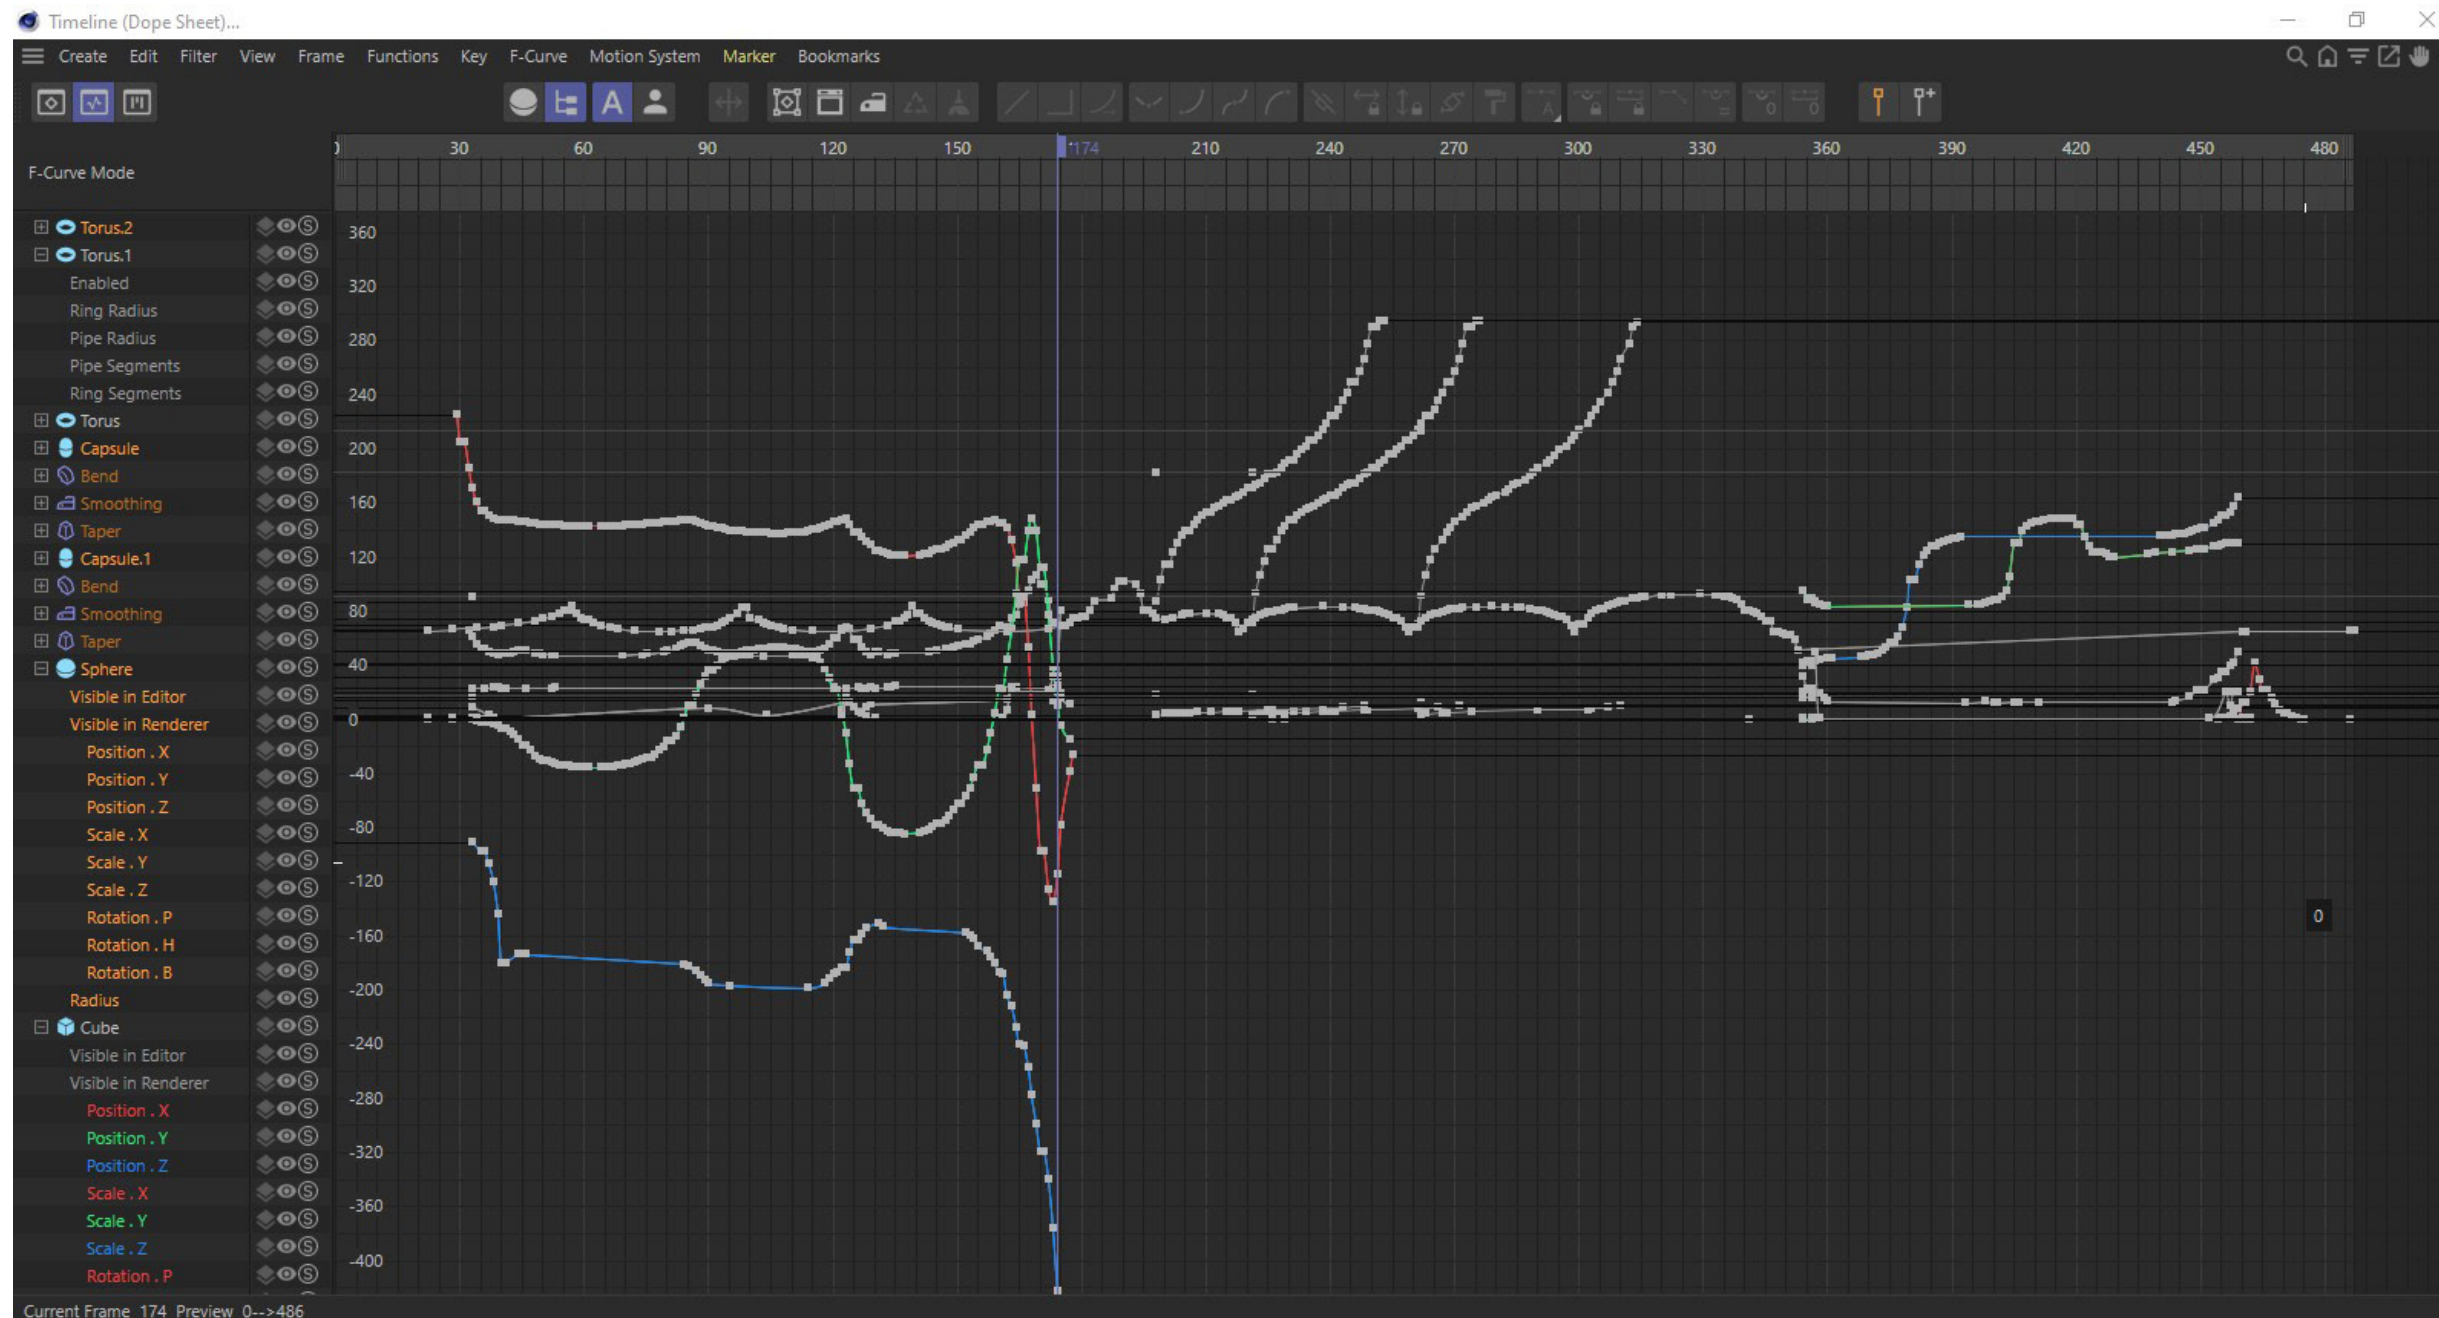 Timeline (Dope Sheet)...
Create Edit Filter View Frame Functions Key F-Curve Motion System Marker Bookmarks
30 60 90 120 150 174 210 240 270 300 330 360 390 420 450 480
F-Curve Mode
Torus.2
Torus.1
Enabled
Ring Radius
Pipe Radius
Pipe Segments
Ring Segments
Torus
Capsule
Bend
Smoothing
Taper
Capsule.1
Bend
Smoothing
Taper
Sphere
Visible in Editor
Visible in Renderer
Position . X
Position . Y
Position . Z
Scale . X
Scale . Y
Scale . Z
Rotation . P
Rotation . H
Rotation . B
Radius
Cube
Visible in Editor
Visible in Renderer
Position . X
Position . Y
Position . Z
Scale . X
Scale . Y
Scale . Z
Rotation . P
360
320
280
240
200
160
120
80
40
0
-40
-80
-120
-160
-200
-240
-280
-320
-360
-400
0
Current Frame 174 Preview 0-->486